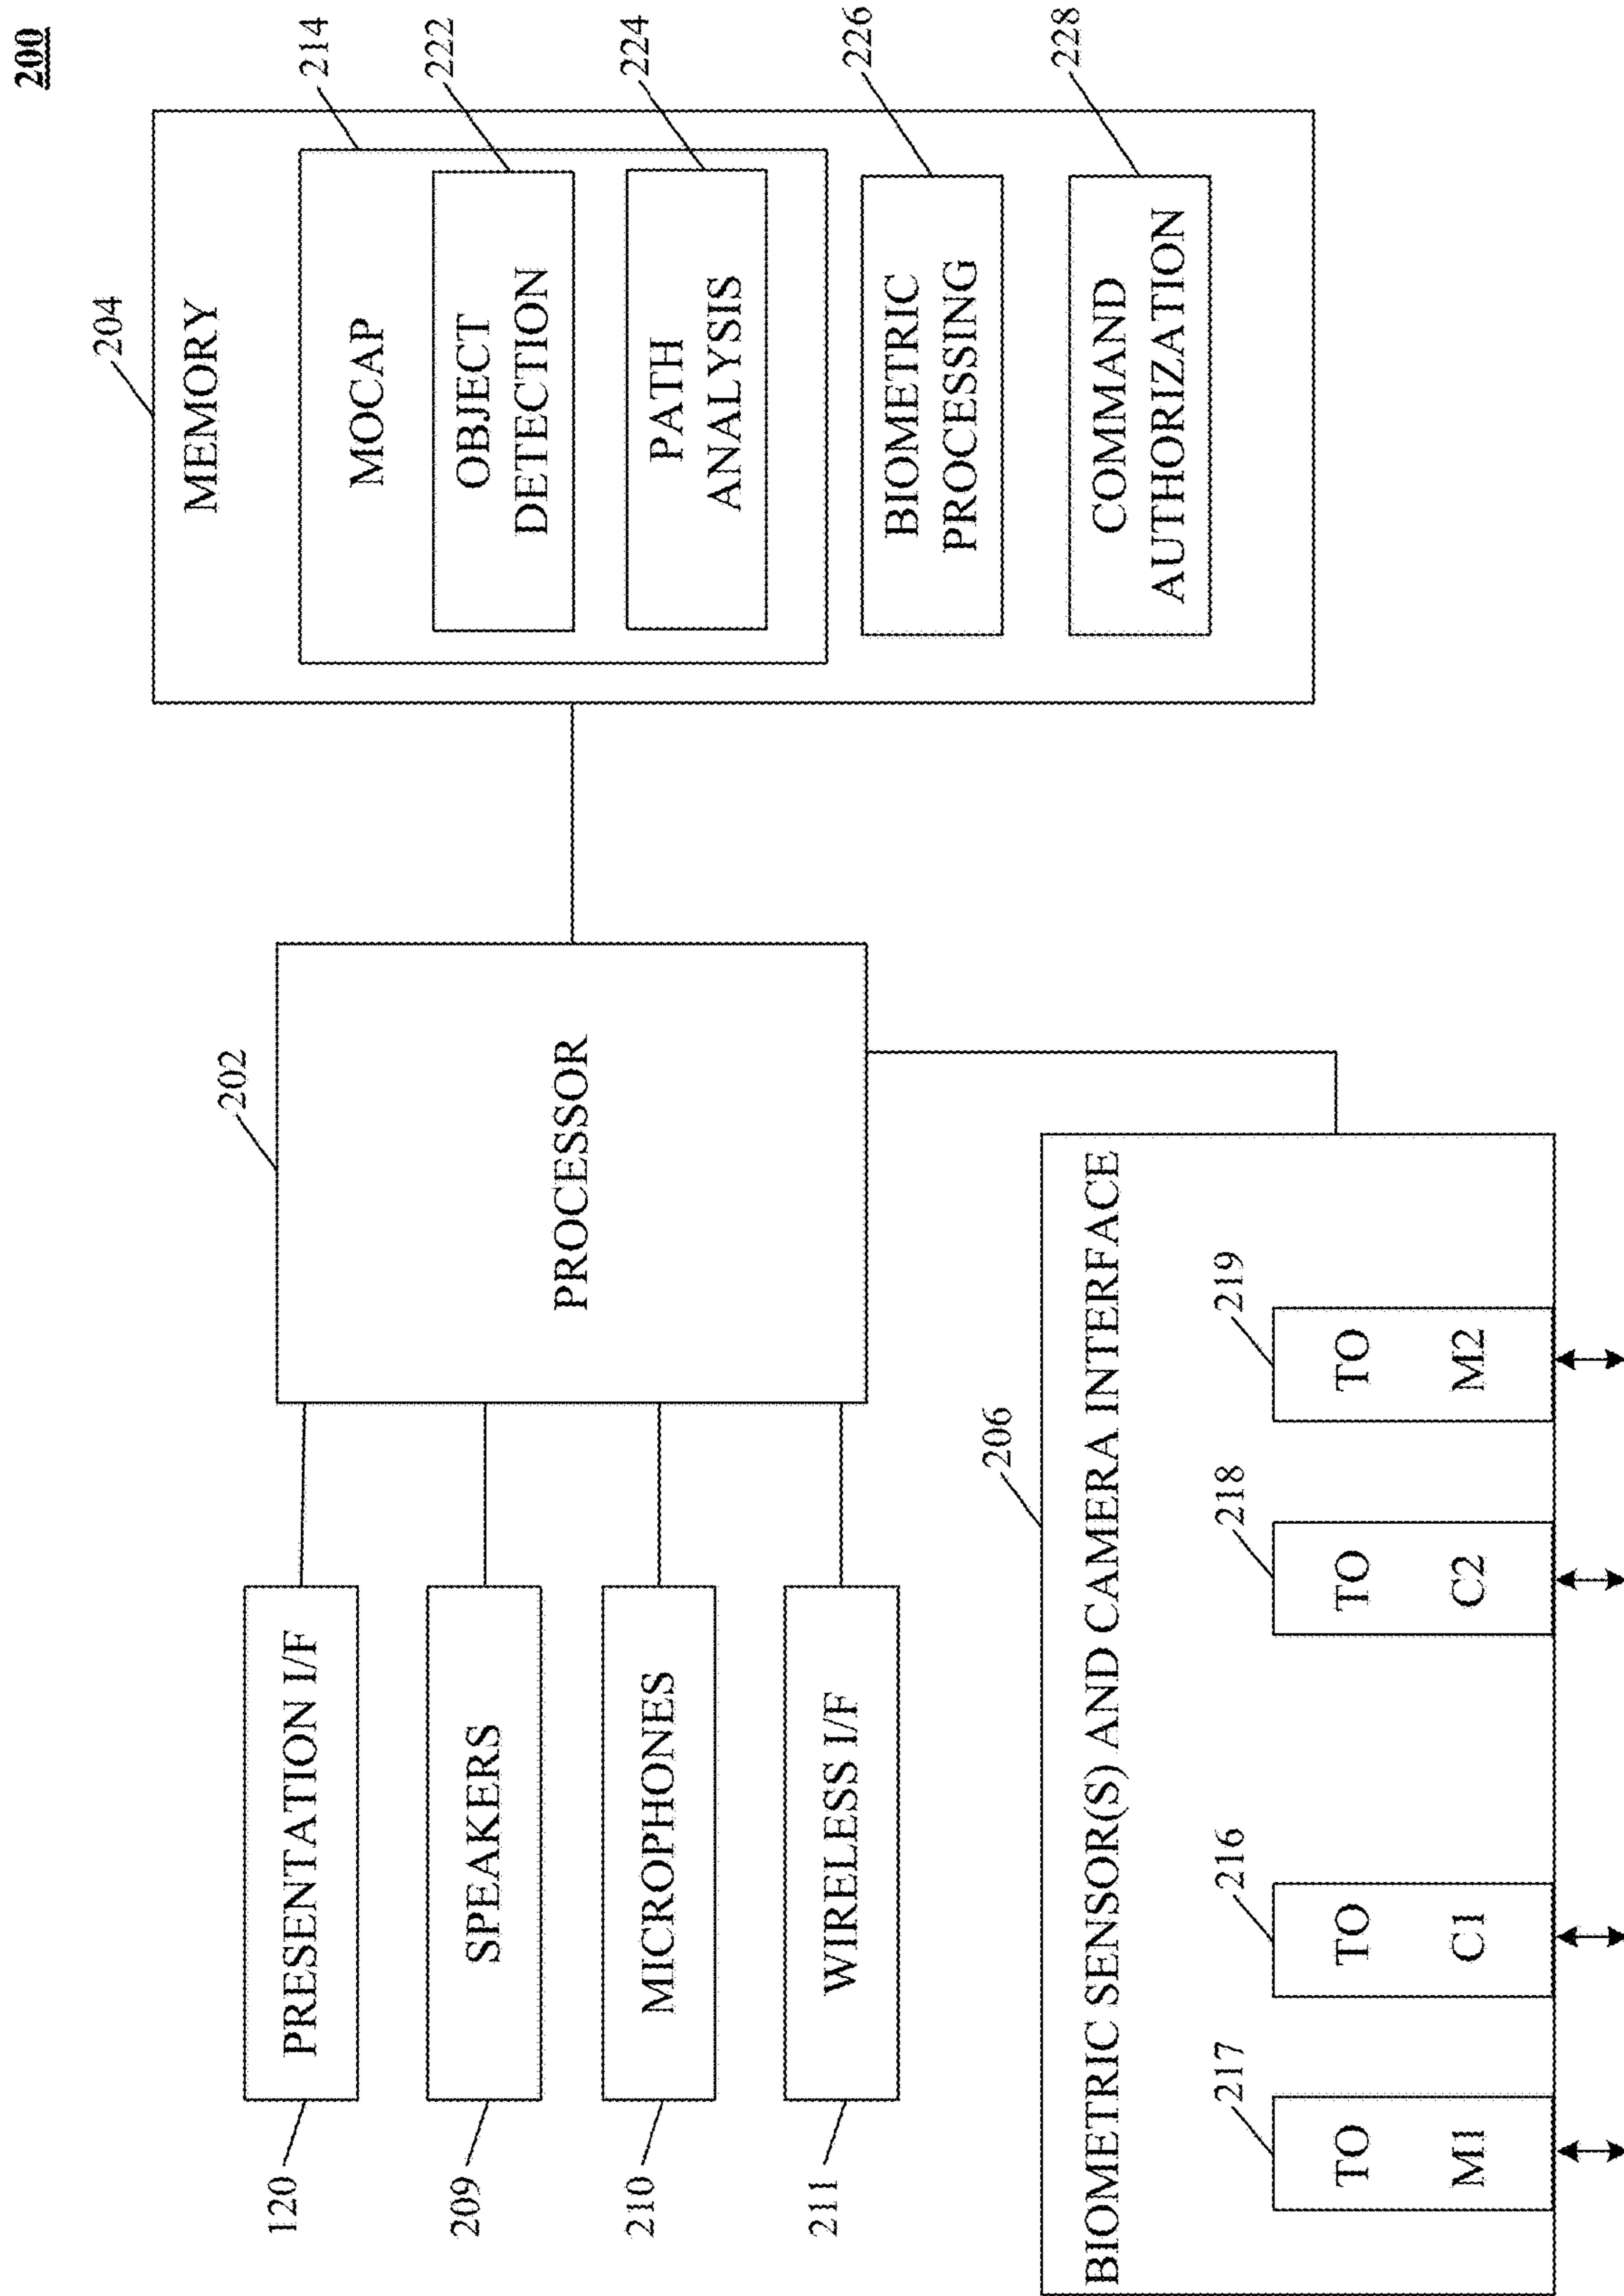 200
120
PRESENTATION I/F
209
SPEAKERS
210
MICROPHONES
211
WIRELESS I/F
202
PROCESSOR
204
MEMORY
214
MOCAP
222
OBJECT
DETECTION
224
PATH
ANALYSIS
226
BIOMETRIC
PROCESSING
228
COMMAND
AUTHORIZATION
206
BIOMETRIC SENSOR(S) AND CAMERA INTERFACE
217
TO
M1
216
TO
C1
218
TO
C2
219
TO
M2